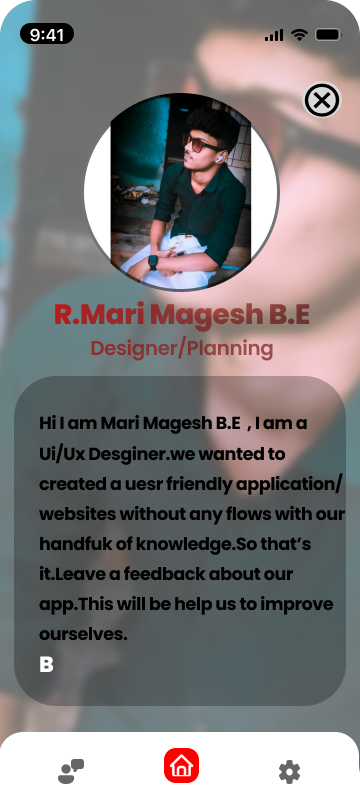 9:41
R.Mari Magesh B.E
Designer/Planning
Hi I am Mari Magesh B.E , I am a
Ui/Ux Desginer.we wanted to
created a uesr friendly application/
websites without any flows with our
handfuk of knowledge.So that's
it.Leave a feedback about our
app.This will be help us to improve
ourselves.
B